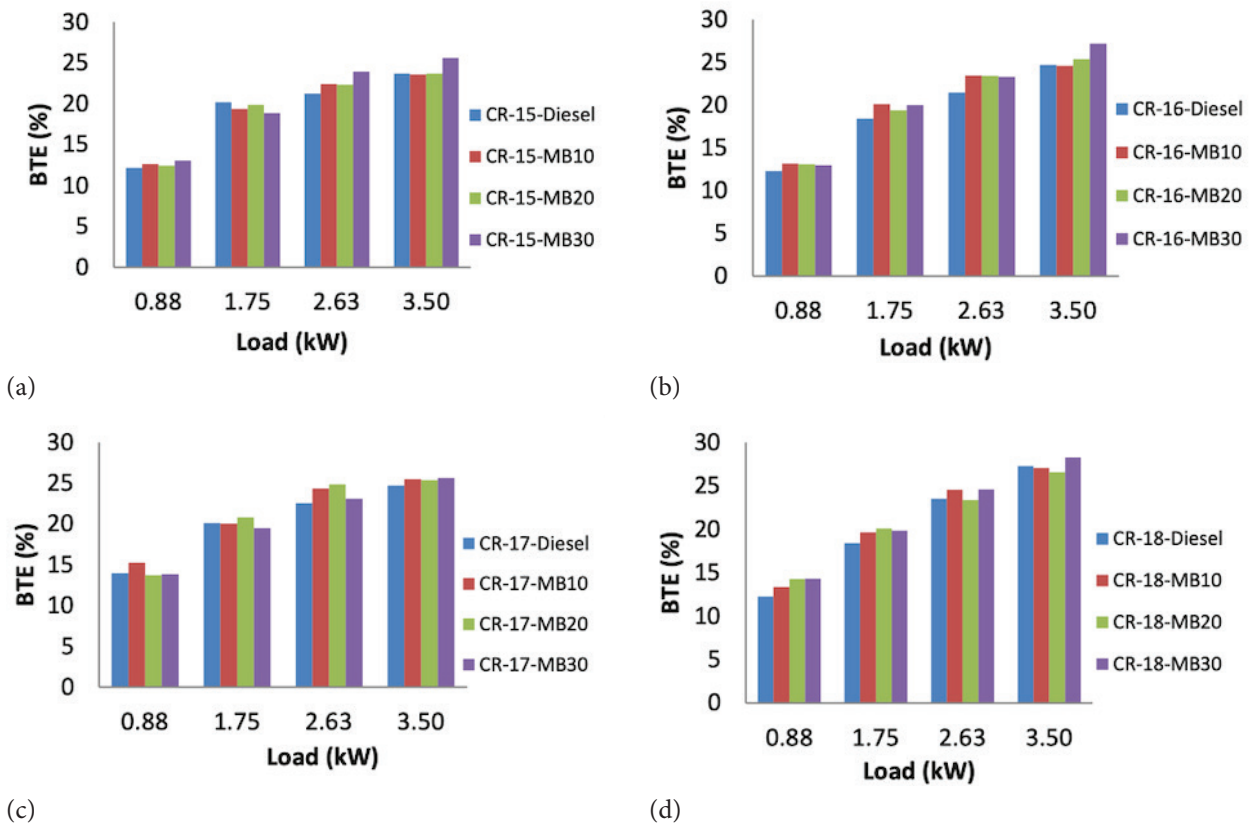 30
25
20
15
10
5
0
BTE (%)
0.88 1.75 2.63 3.50
Load (kW)
CR-15-Diesel
CR-15-MB10
CR-15-MB20
CR-15-MB30
(a)
30
25
20
15
10
5
0
BTE (%)
0.88 1.75 2.63 3.50
Load (kW)
CR-16-Diesel
CR-16-MB10
CR-16-MB20
CR-16-MB30
(b)
30
25
20
15
10
5
0
BTE (%)
0.88 1.75 2.63 3.50
Load (kW)
CR-17-Diesel
CR-17-MB10
CR-17-MB20
CR-17-MB30
(c)
30
25
20
15
10
5
0
BTE (%)
0.88 1.75 2.63 3.50
Load (kW)
CR-18-Diesel
CR-18-MB10
CR-18-MB20
CR-18-MB30
(d)